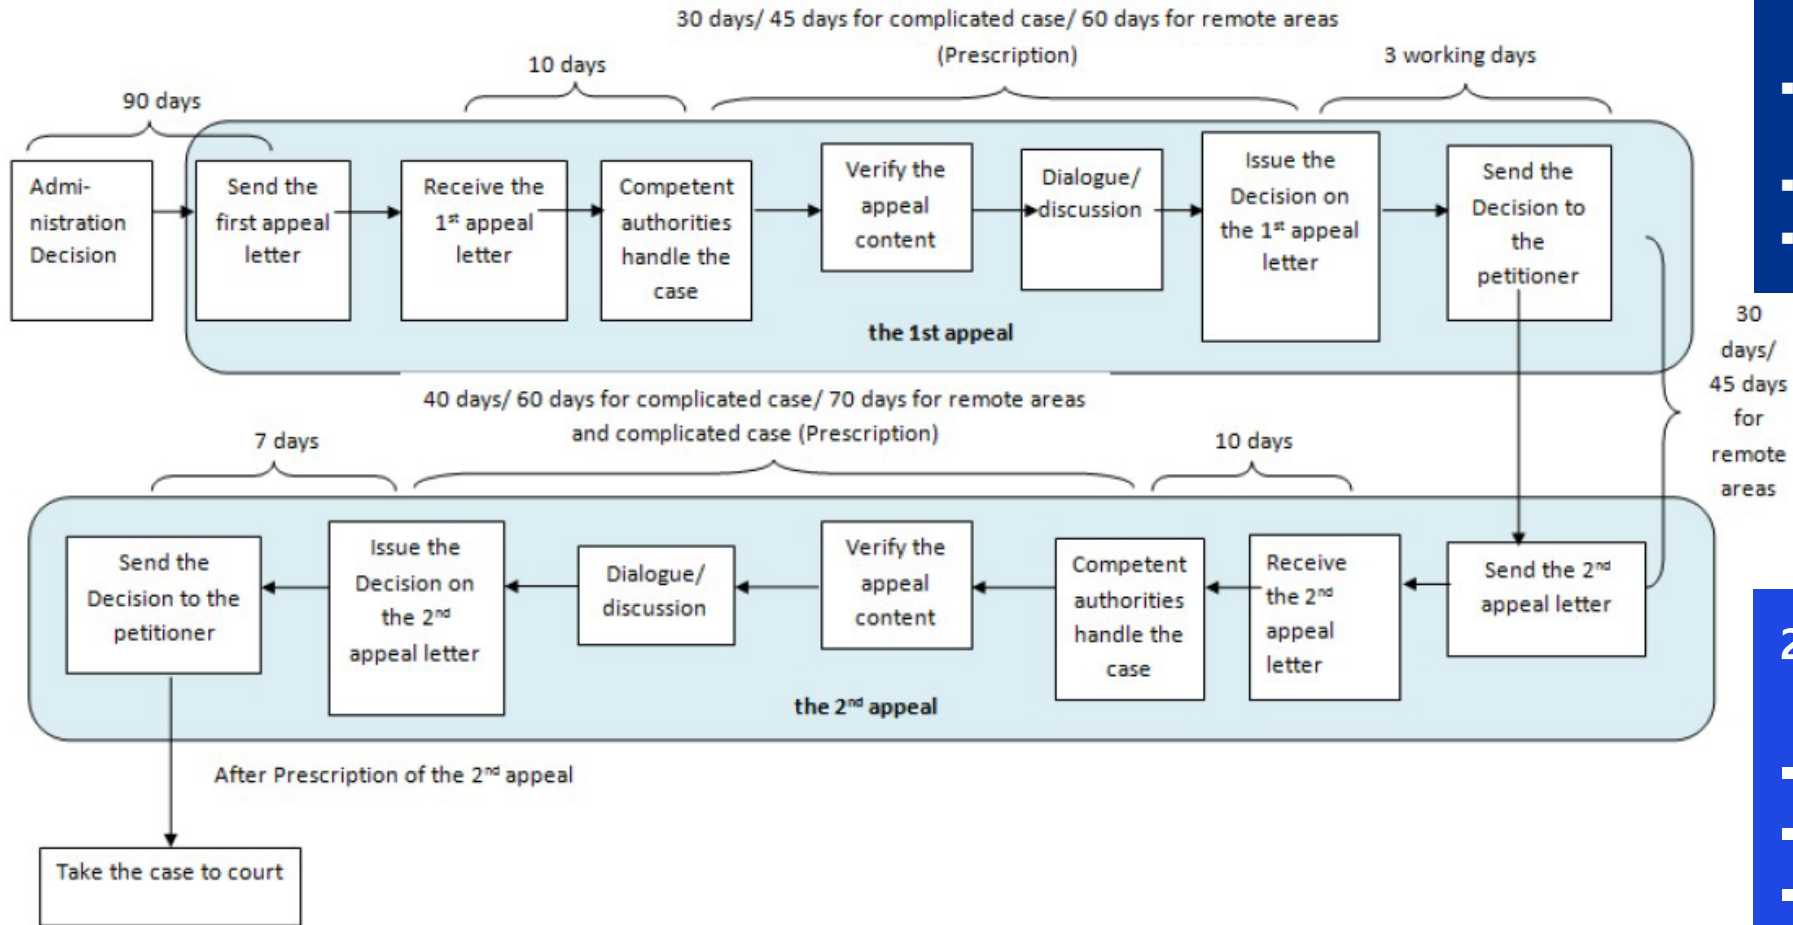 30 days/ 45 days for complicated case/ 60 days for remote areas
(Prescription)
3 working days
10 days
90 days
Admi-
nistration
Decision
Send the
first appeal
letter
Receive the
1st appeal
letter
Competent
authorities
handle the
case
Verify the
appeal
content
Dialogue/
discussion
Issue the
Decision on
the 1st appeal
letter
Send the
Decision to
the
petitioner
the 1st appeal
30
days/
45 days
for
remote
areas
40 days/ 60 days for complicated case/ 70 days for remote areas
and complicated case (Prescription)
7 days
10 days
Send the
Decision to the
petitioner
Issue the
Decision on
the 2nd
appeal letter
Dialogue/
discussion
Verify the
appeal
content
Competent
authorities
handle the
case
Receive
the 2nd
appeal
letter
Send the 2nd
appeal letter
the 2nd appeal
After Prescription of the 2nd appeal
Take the case to court